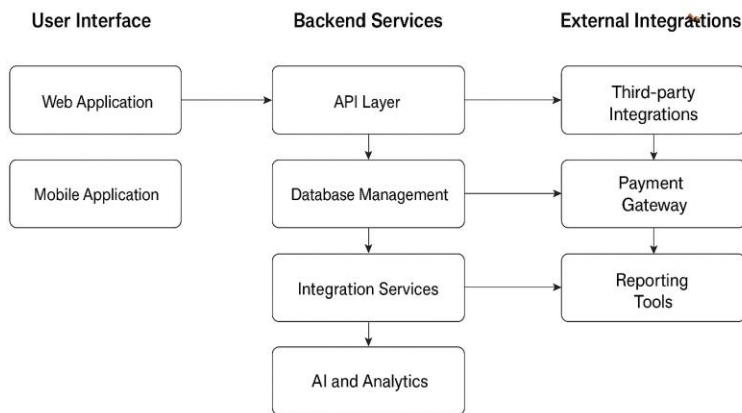 User Interface
Backend Services
External Integrattions
Web Application
API Layer
Third-party
Integrations
Mobile Application
Database Management
Payment
Gateway
Integration Services
Reporting
Tools
AI and Analytics